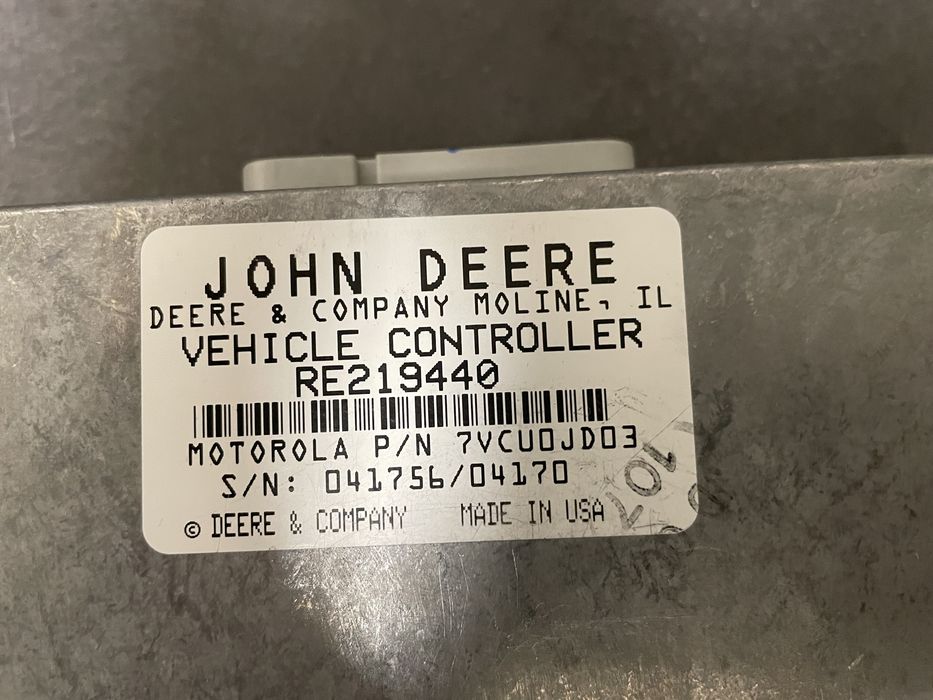 JOHN DEERE
DEERE & COMPANY MOLINE, IL
VEHICLE CONTROLLER
RE219440
MOTOROLA P/N 7VCU0JD03
S/N: 041756/04170
© DEERE & COMPANY MADE IN USA